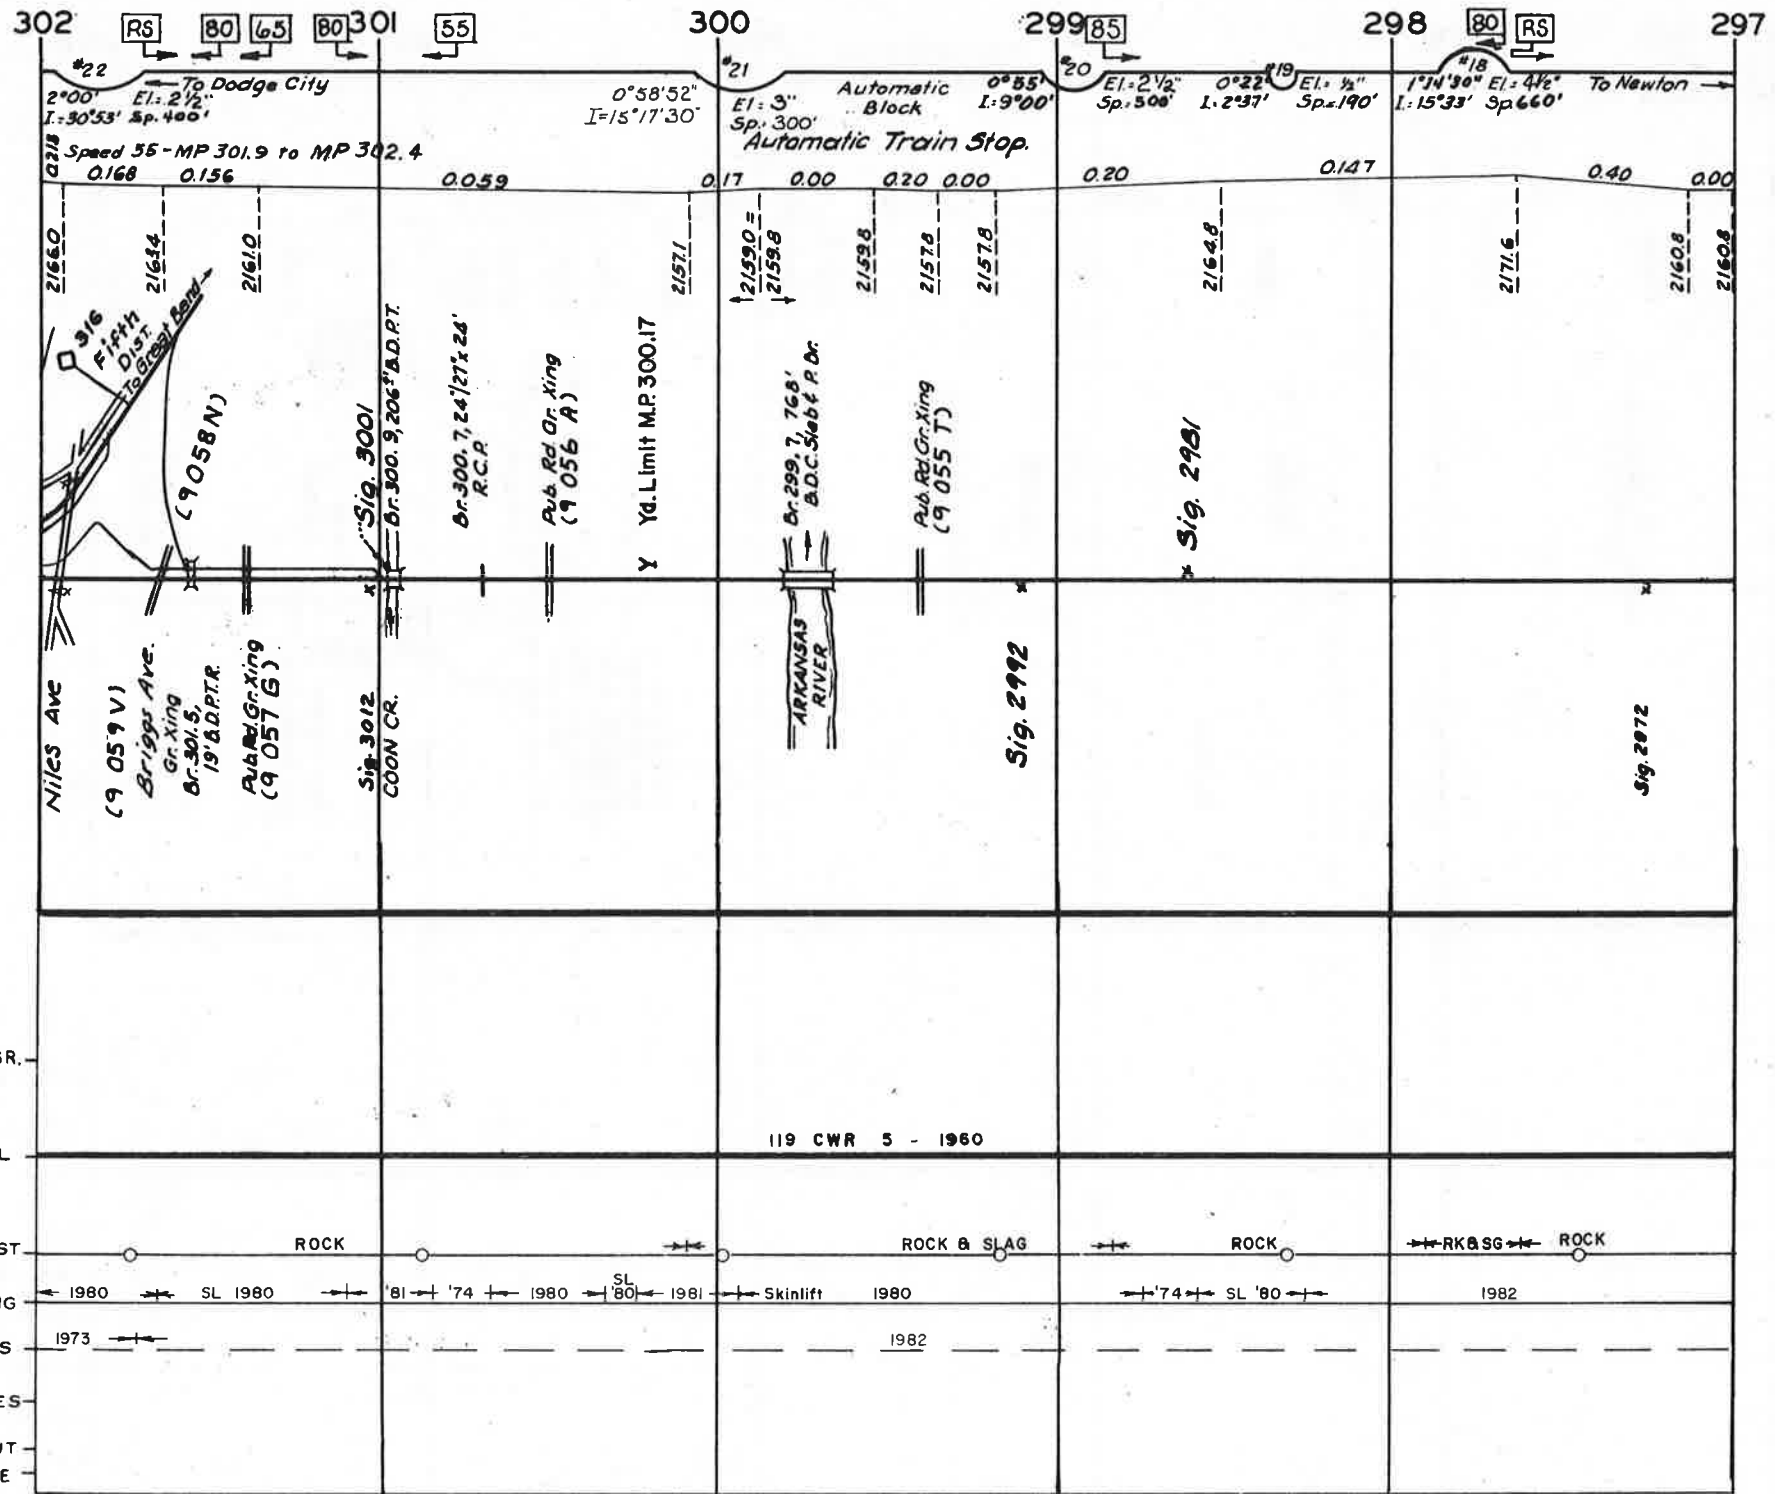 302 301 300 299 298 297
RS 80 65 80 55 85 80 RS
#22 #21 #20 #19 #18
← To Dodge City
2°00' El.: 2½"
I.: 30°53' Sp. 400'
0°58'52"
I=15°17'30"
El: 3"
Sp.: 300'
Automatic
Block
Automatic Train Stop.
0°55'
I.: 9°00'
El.: 2½"
Sp.: 500'
0°22'
I.: 2°37'
El.: ½"
Sp.: 190'
1°14'30" El.: 4½"
I.: 15°33' Sp. 660'
To Newton →
Speed 55 - MP 301.9 to MP 302.4
0.168 0.156 0.059 0.17 0.00 0.20 0.00 0.20 0.147 0.40 0.00
2166.0
2163.4
2161.0
2157.1
2159.0 =
2159.8
2159.8
2157.8
2157.8
2164.8
2171.6
2160.8
2160.8
316
Fifth
DIST.
To Great Bend
(9 058 N)
Sig. 3001
Br. 300.9, 206' B.D.P.T.
Br. 300.7, 24"/27" x 24'
R.C.P.
Pub. Rd. Gr. Xing
(9 056 A)
Y Yd. Limit M.P. 300.17
Br. 299.7, 768'
B.D.C. Slab & P. Br.
Pub. Rd. Gr. Xing
(9 055 T)
Sig. 2981
Niles Ave
(9 059 V)
Briggs Ave.
Gr. Xing
Br. 301.5,
19' B.D.P.T.R.
Pub. Rd. Gr. Xing
(9 057 G)
Sig. 3012
COON CR.
ARKANSAS
RIVER
Sig. 2992
Sig. 2972
GR.
L
119 CWR 5 - 1960
ST ROCK ROCK & SLAG ROCK RK&SG ROCK
G 1980 SL 1980 '81 '74 1980 SL '80 1981 Skinlift 1980 '74 SL '80 1982
S 1973 1982
ES
UT
E